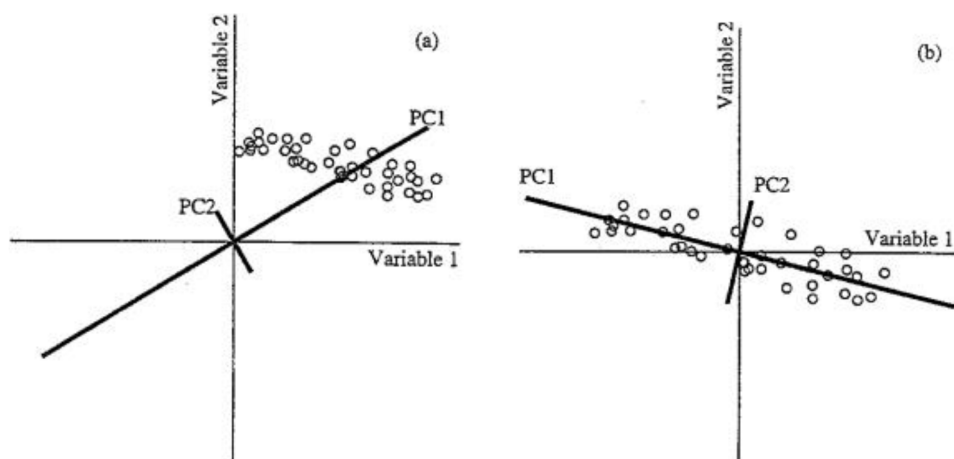 Variable 2
(a)
PC1
PC2
Variable 1
Variable 2
(b)
PC1
PC2
Variable 1